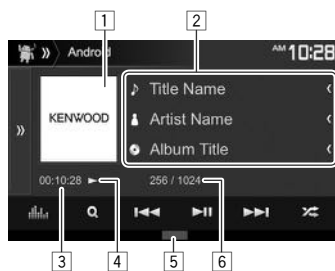 1 2
Android AM 10:28
KENWOOD
Title Name
Artist Name
Album Title
00:10:28 256 / 1024
3 4 5 6